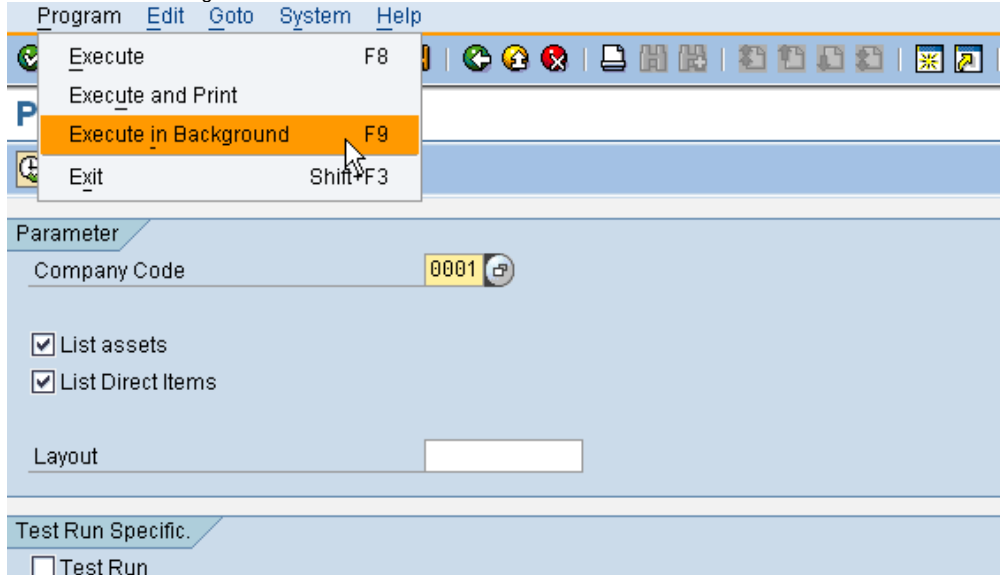 Program Edit Goto System Help
Execute F8
Execute and Print
P
Execute in Background F9
Exit Shift+F3
Parameter
Company Code 0001
List assets
List Direct Items
Layout
Test Run Specific.
Test Run